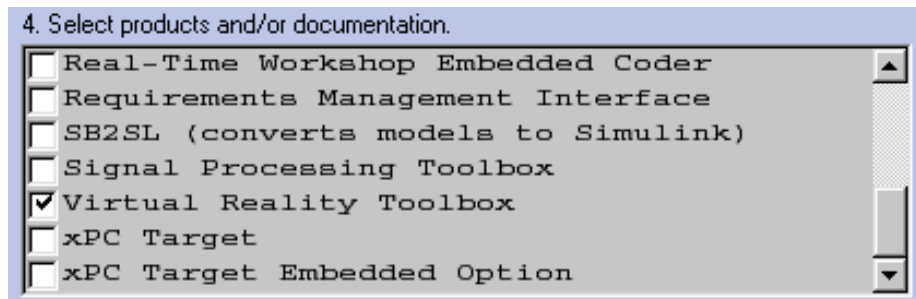 4. Select products and/or documentation.
Real-Time Workshop Embedded Coder
Requirements Management Interface
SB2SL (converts models to Simulink)
Signal Processing Toolbox
Virtual Reality Toolbox
xPC Target
xPC Target Embedded Option